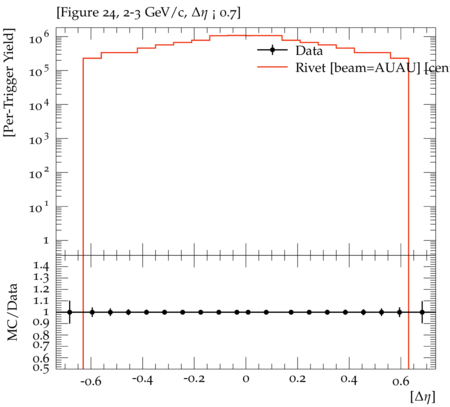 [Figure 24, 2-3 GeV/c, Δη ¡ 0.7]
[Per-Trigger Yield]
10⁶
10⁵
10⁴
10³
10²
10¹
1
Data
Rivet [beam=AUAU] [cen
MC/Data
1.4
1.3
1.2
1.1
1
0.9
0.8
0.7
0.6
0.5
-0.6 -0.4 -0.2 0 0.2 0.4 0.6
[Δη]